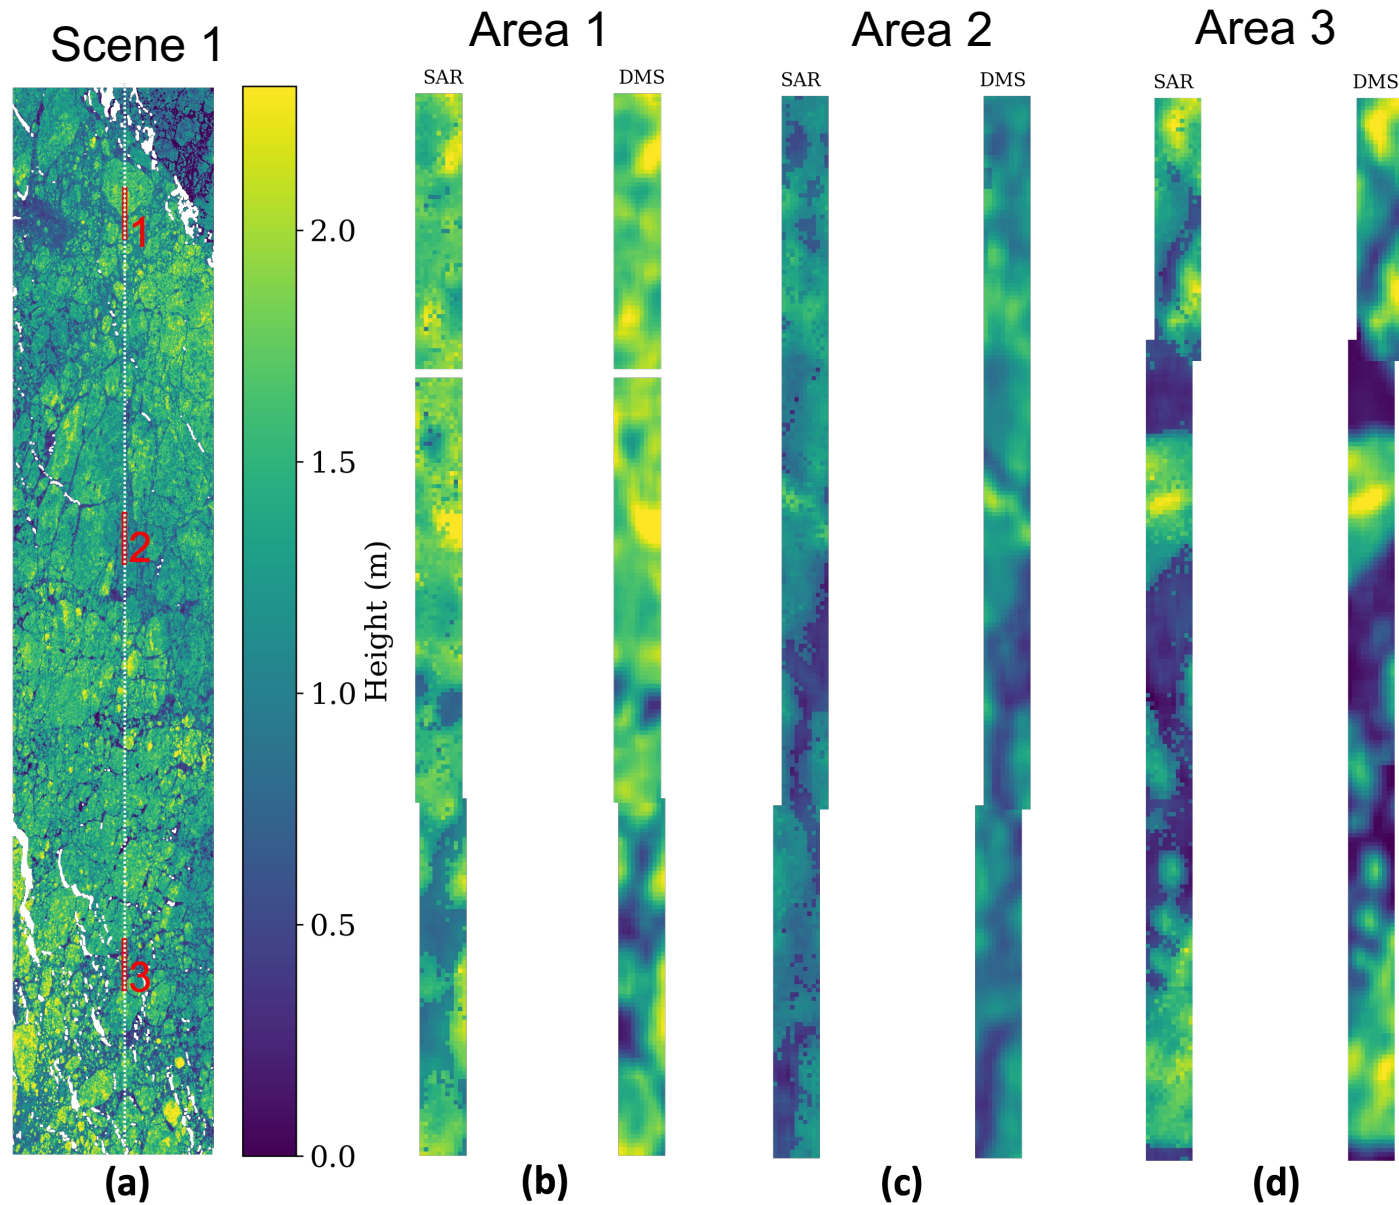 Scene 1
Area 1
Area 2
Area 3
SAR
DMS
SAR
DMS
SAR
DMS
1
2
3
2.0
1.5
1.0
0.5
0.0
Height (m)
(a)
(b)
(c)
(d)